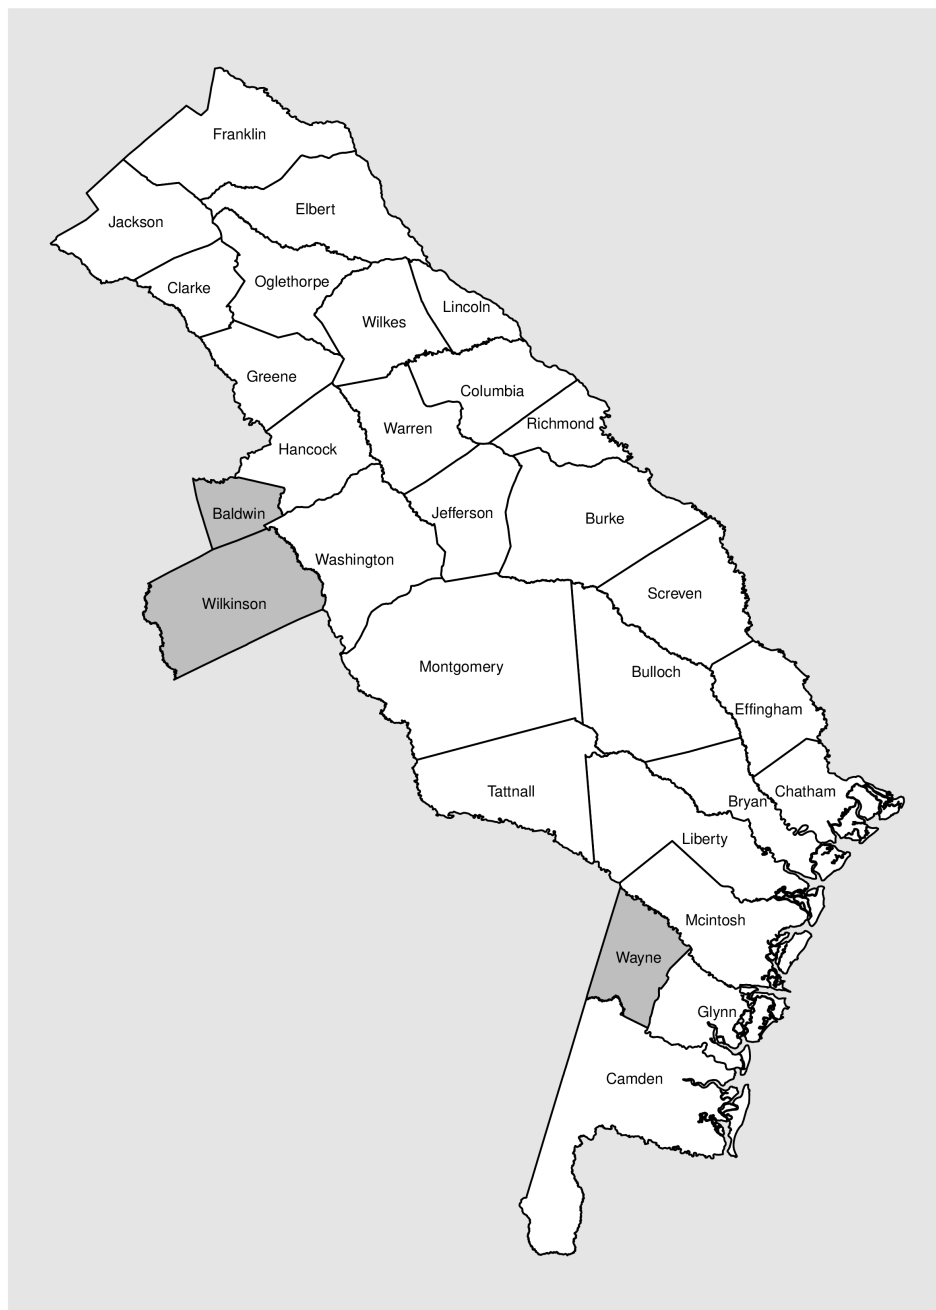 Franklin
Elbert
Jackson
Oglethorpe
Clarke
Lincoln
Wilkes
Greene
Columbia
Richmond
Warren
Hancock
Baldwin
Jefferson
Burke
Washington
Screven
Wilkinson
Montgomery
Bulloch
Effingham
Tattnall
Chatham
Bryan
Liberty
Mcintosh
Wayne
Glynn
Camden